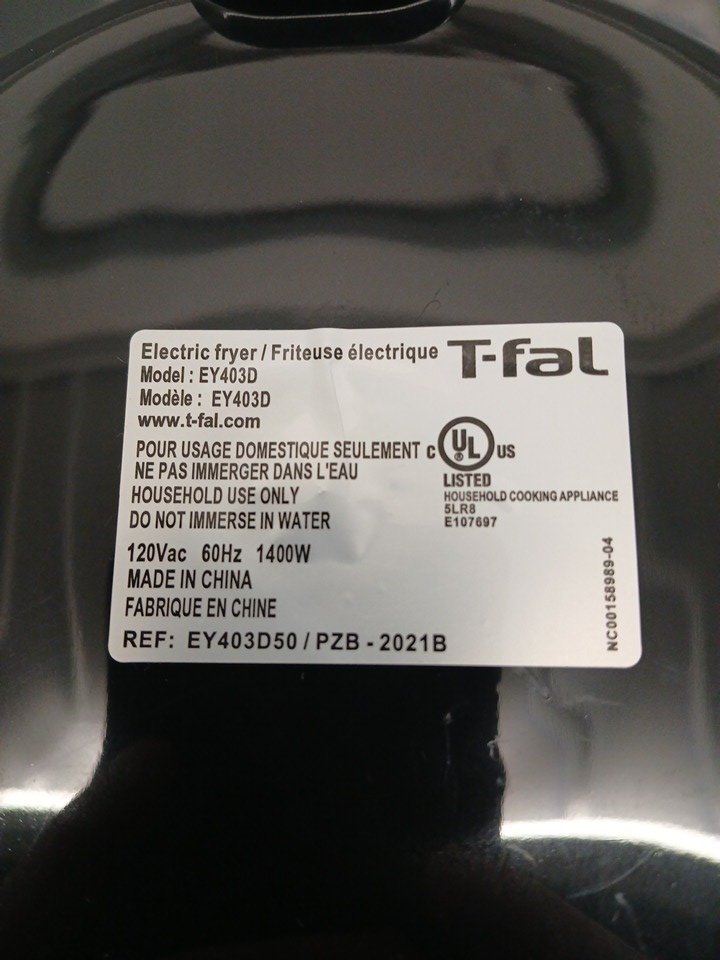 Electric fryer / Friteuse électrique
T-fal
Model : EY403D
Modèle : EY403D
www.t-fal.com
POUR USAGE DOMESTIQUE SEULEMENT
NE PAS IMMERGER DANS L'EAU
HOUSEHOLD USE ONLY
DO NOT IMMERSE IN WATER
C UL ® US
LISTED
HOUSEHOLD COOKING APPLIANCE
5LR8
E107697
120Vac 60Hz 1400W
MADE IN CHINA
FABRIQUE EN CHINE
REF: EY403D50 / PZB - 2021B
NC00158989-04